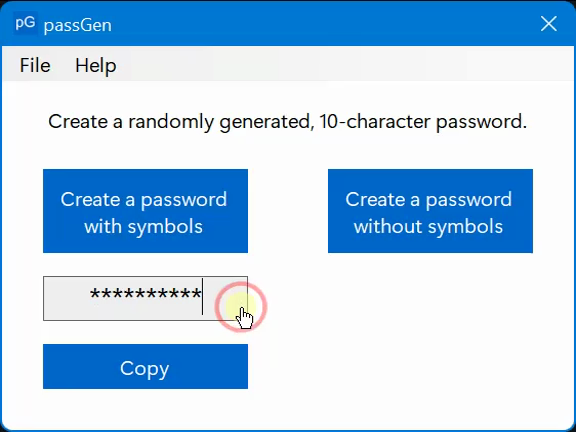 pG passGen
File Help
Create a randomly generated, 10-character password.
Create a password
with symbols
Create a password
without symbols
**********
Copy